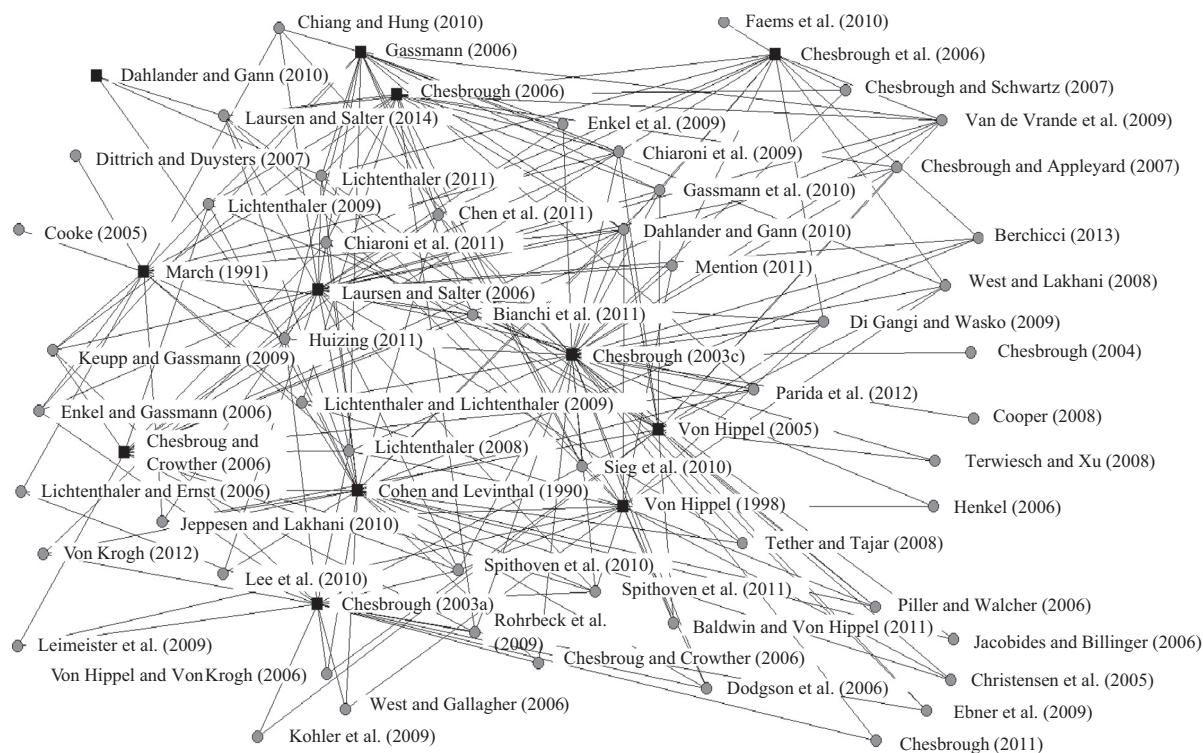 Chiang and Hung (2010)
Faems et al. (2010)
Gassmann (2006)
Chesbrough et al. (2006)
Dahlander and Gann (2010)
Chesbrough (2006)
Chesbrough and Schwartz (2007)
Laursen and Salter (2014)
Enkel et al. (2009)
Van de Vrande et al. (2009)
Dittrich and Duysters (2007)
Chiaroni et al. (2009)
Chesbrough and Appleyard (2007)
Lichtenthaler (2011)
Gassmann et al. (2010)
Lichtenthaler (2009)
Chen et al. (2011)
Cooke (2005)
Chiaroni et al. (2011)
Dahlander and Gann (2010)
Berchicci (2013)
March (1991)
Mention (2011)
West and Lakhani (2008)
Laursen and Salter (2006)
Bianchi et al. (2011)
Di Gangi and Wasko (2009)
Huizing (2011)
Keupp and Gassmann (2009)
Chesbrough (2003c)
Chesbrough (2004)
Parida et al. (2012)
Enkel and Gassmann (2006)
Lichtenthaler and Lichtenthaler (2009)
Cooper (2008)
Von Hippel (2005)
Chesbroug and
Crowther (2006)
Lichtenthaler (2008)
Sieg et al. (2010)
Terwiesch and Xu (2008)
Lichtenthaler and Ernst (2006)
Cohen and Levinthal (1990)
Von Hippel (1998)
Henkel (2006)
Jeppesen and Lakhani (2010)
Tether and Tajar (2008)
Von Krogh (2012)
Lee et al. (2010)
Spithoven et al. (2010)
Spithoven et al. (2011)
Chesbrough (2003a)
Piller and Walcher (2006)
Rohrbeck et al.
(2009)
Baldwin and Von Hippel (2011)
Jacobides and Billinger (2006)
Leimeister et al. (2009)
Chesbroug and Crowther (2006)
Von Hippel and VonKrogh (2006)
Christensen et al. (2005)
Dodgson et al. (2006)
West and Gallagher (2006)
Ebner et al. (2009)
Kohler et al. (2009)
Chesbrough (2011)